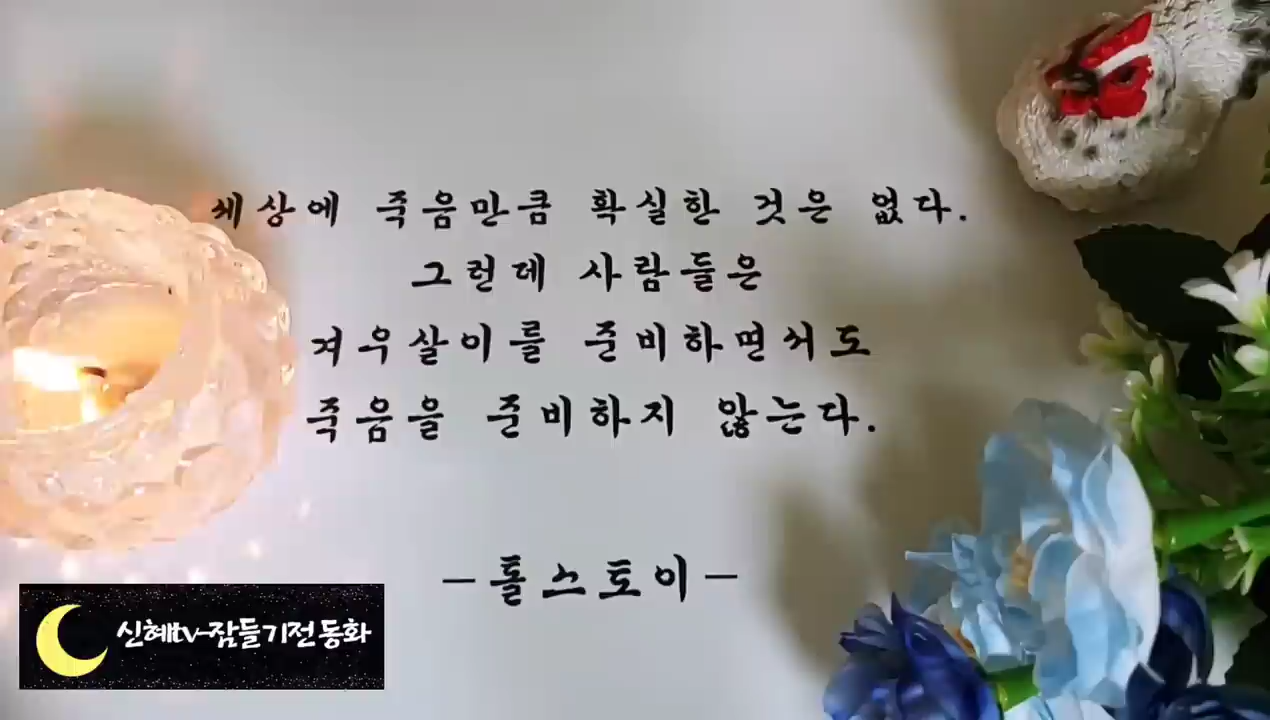 세상에 죽음만큼 확실한 것은 없다.
그런데 사람들은
겨우살이를 준비하면서도
죽음을 준비하지 않는다.
-톨스토이-
신혜tv-잠들기전동화